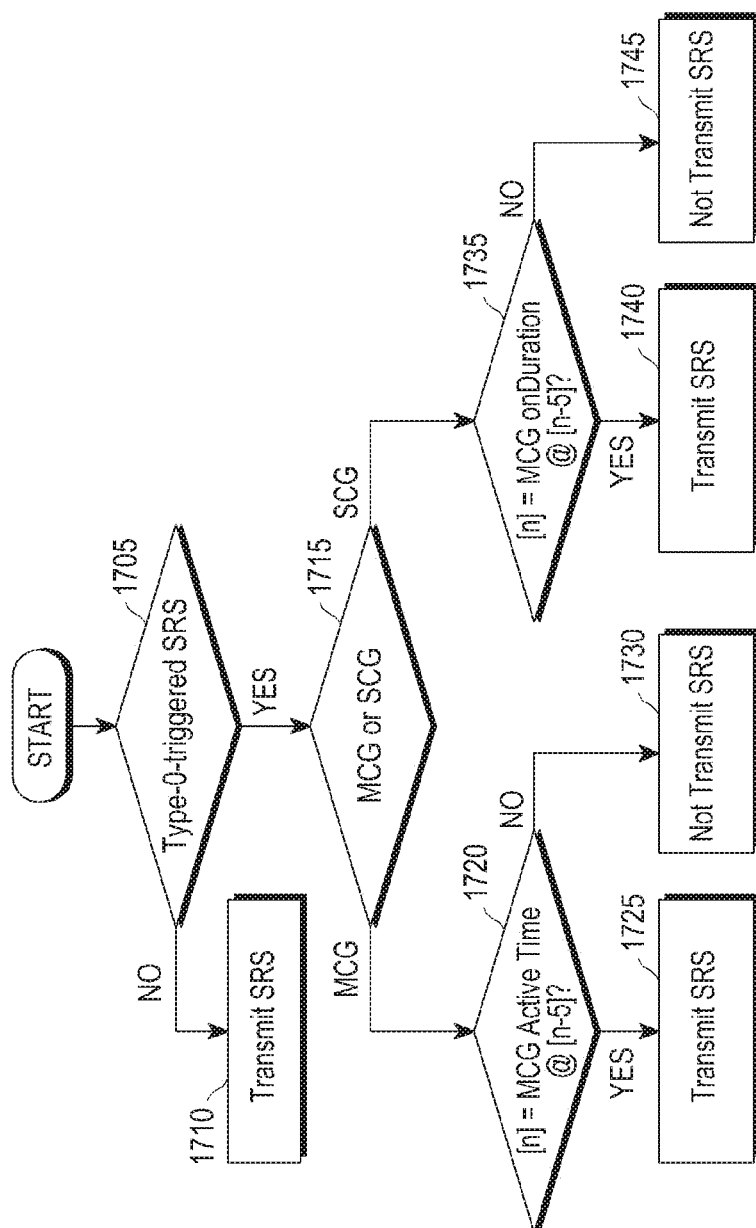 START
1705
Type-0-triggered SRS
NO
YES
1710
Transmit SRS
1715
MCG or SCG
MCG
SCG
1720
[n] = MCG Active Time
@ [n-5]?
NO
YES
1725
Transmit SRS
1730
Not Transmit SRS
1735
[n] = MCG onDuration
@ [n-5]?
NO
YES
1740
Transmit SRS
1745
Not Transmit SRS